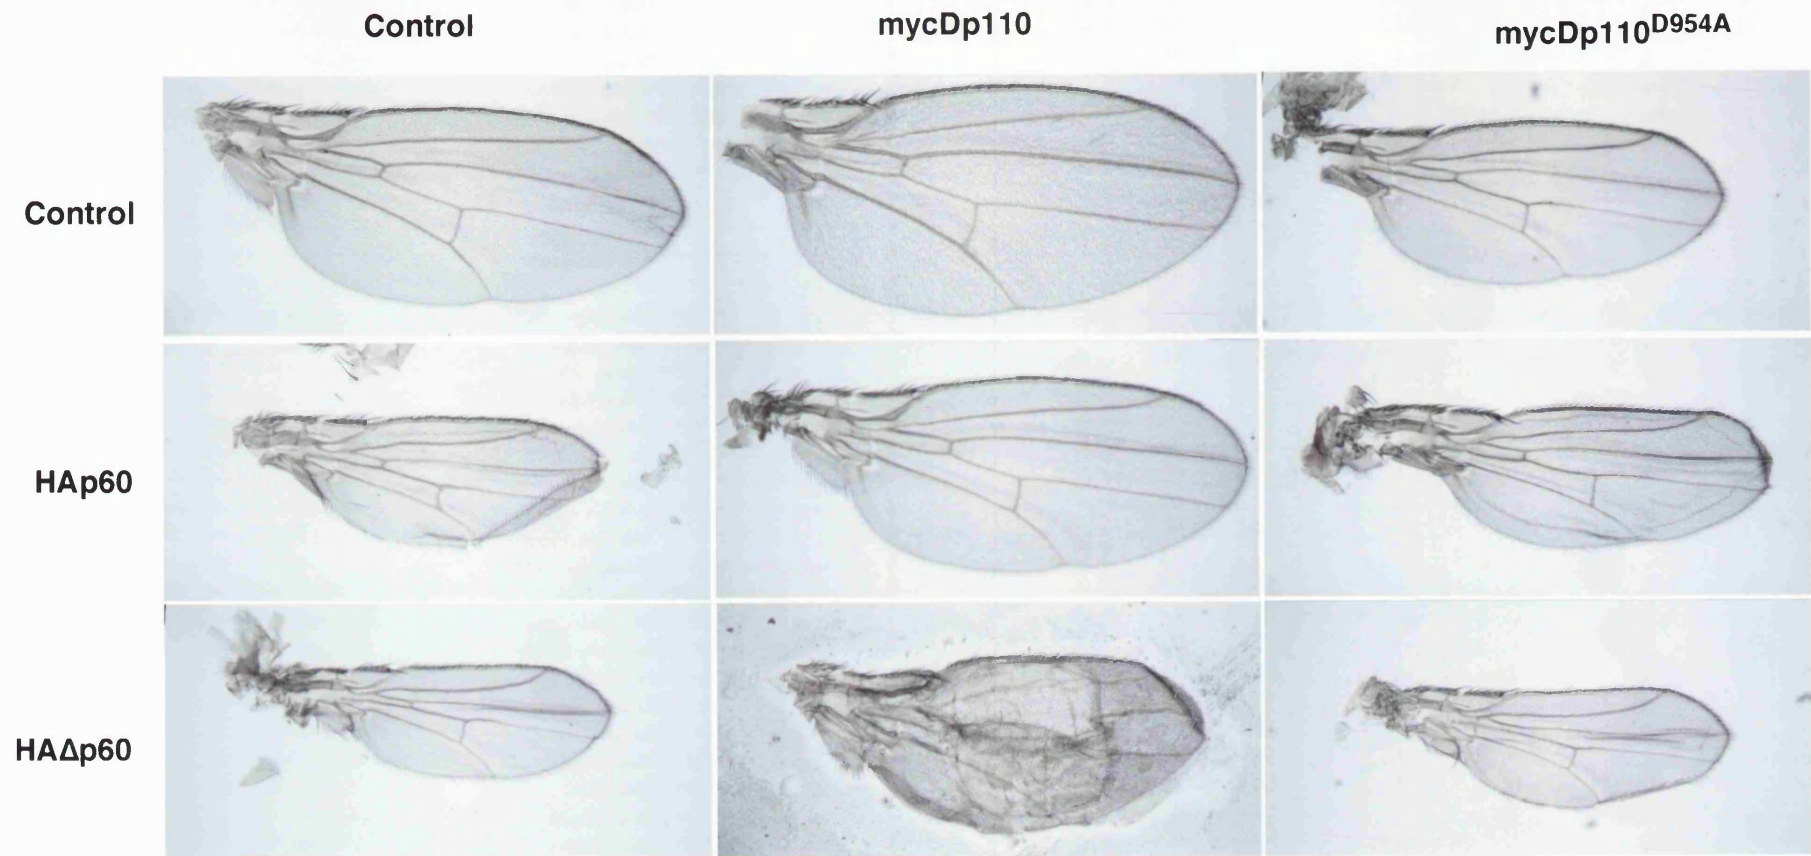 Control mycDp110 mycDp110D954A
Control
HAp60
HAΔp60